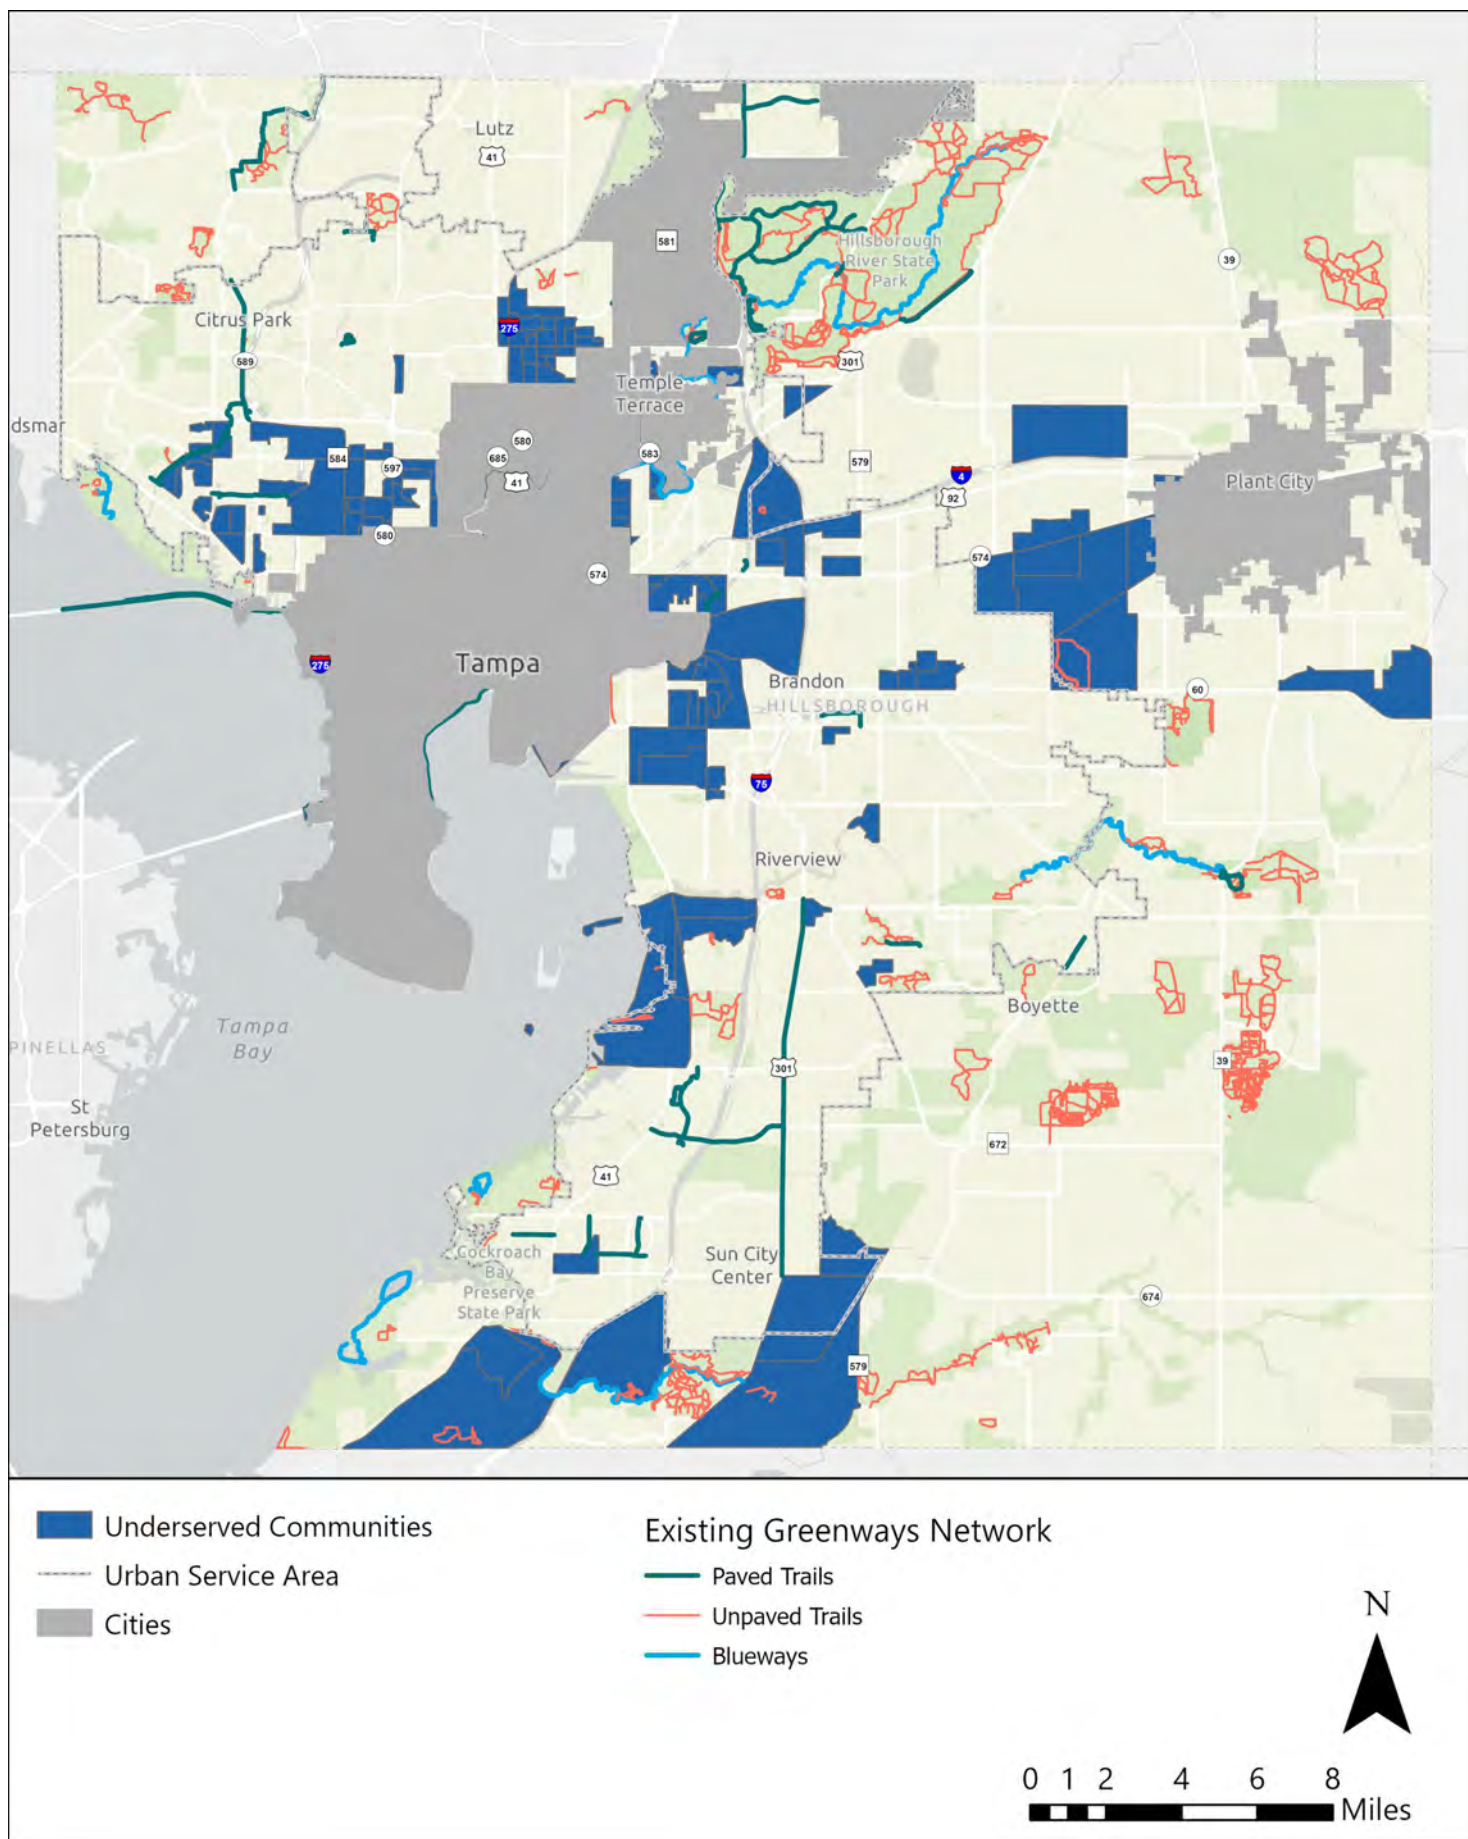 Lutz
41
581
Hillsborough
River State
Park
39
Citrus Park
275
589
301
Temple
Terrace
dsmar
584
597
685
580
41
583
579
4
92
Plant City
580
574
574
275
Tampa
Brandon
HILLSBOROUGH
60
75
Riverview
Tampa
Bay
PINELLAS
Boyette
301
39
St
Petersburg
672
41
Cockroach
Bay
Preserve
State Park
Sun City
Center
674
579
Underserved Communities
Urban Service Area
Cities
Existing Greenways Network
Paved Trails
Unpaved Trails
Blueways
N
0 1 2 4 6 8
Miles